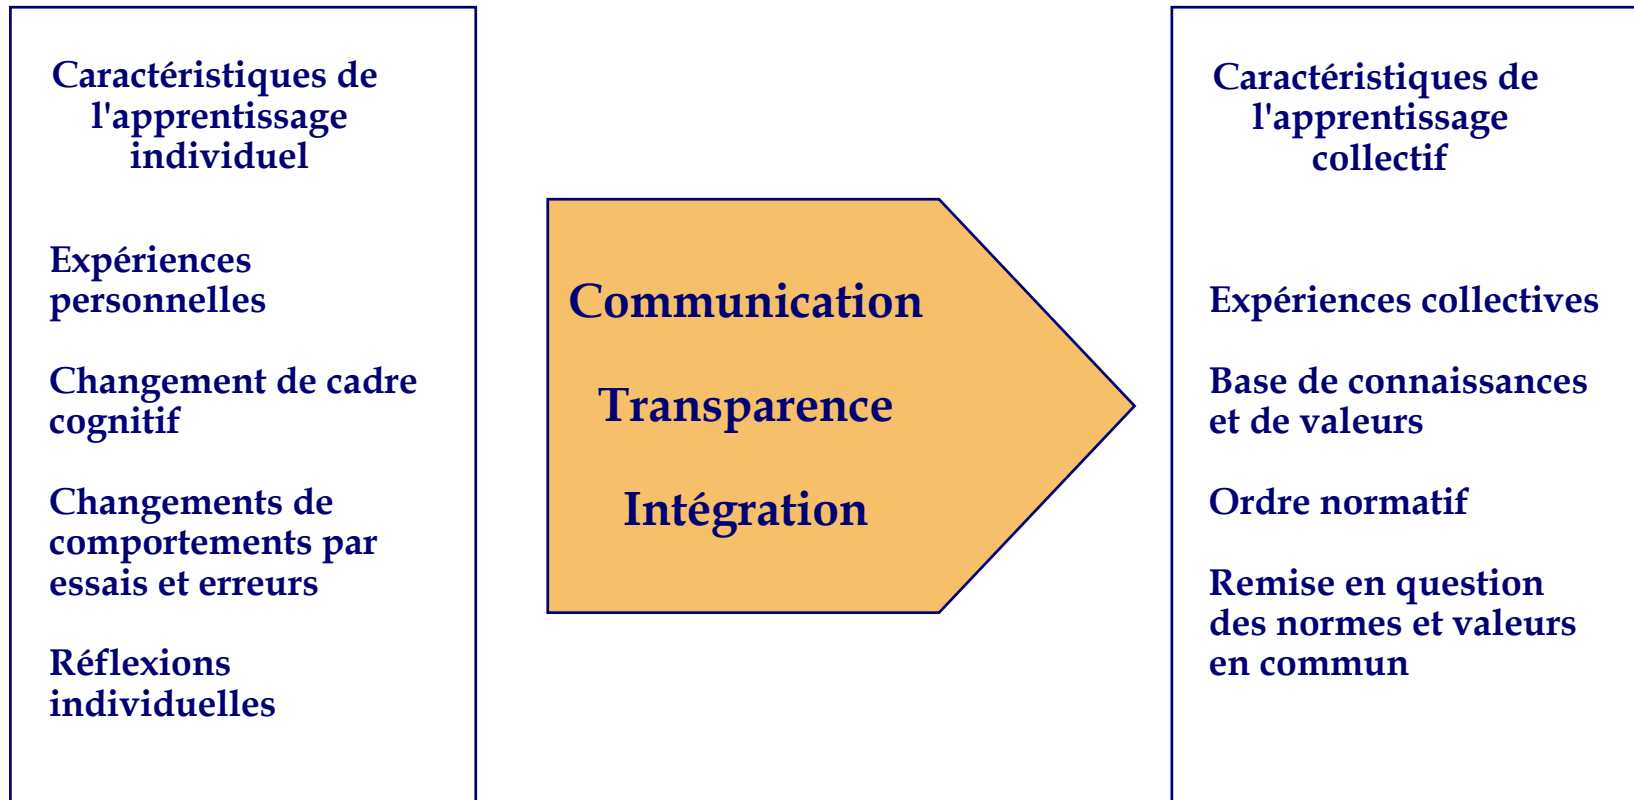 Caractéristiques de
l'apprentissage
individuel
Expériences
personnelles
Changement de cadre
cognitif
Changements de
comportements par
essais et erreurs
Réflexions
individuelles
Communication
Transparence
Intégration
Caractéristiques de
l'apprentissage
collectif
Expériences collectives
Base de connaissances
et de valeurs
Ordre normatif
Remise en question
des normes et valeurs
en commun